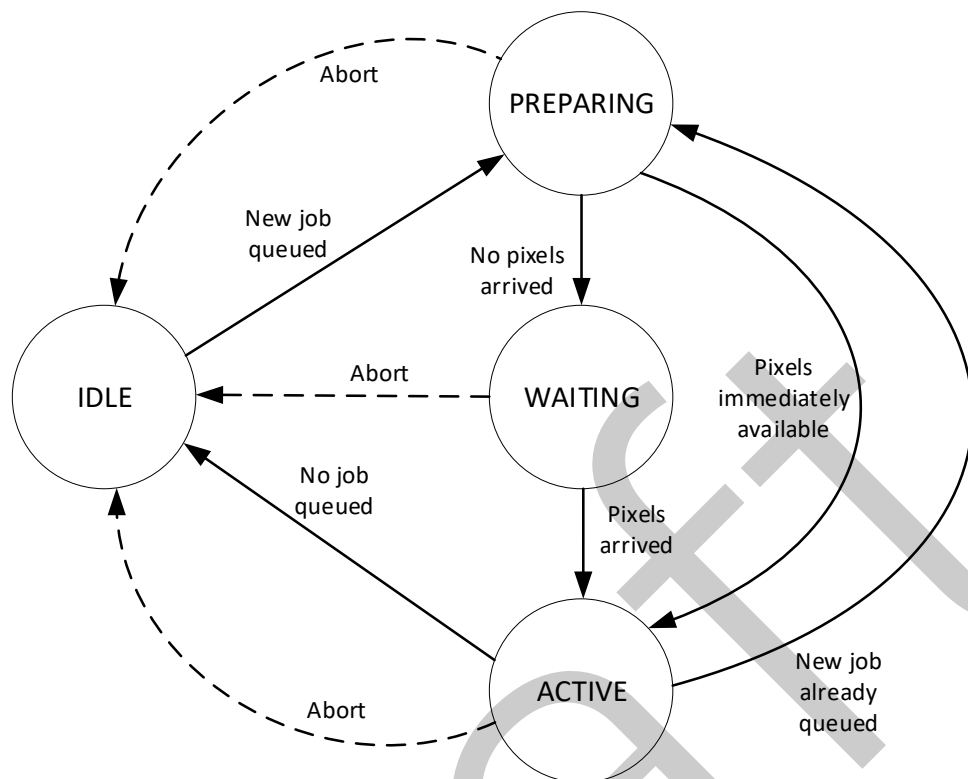 Abort
PREPARING
New job
queued
No pixels
arrived
Pixels
immediately
available
IDLE
Abort
WAITING
No job
queued
Pixels
arrived
New job
already
queued
Abort
ACTIVE